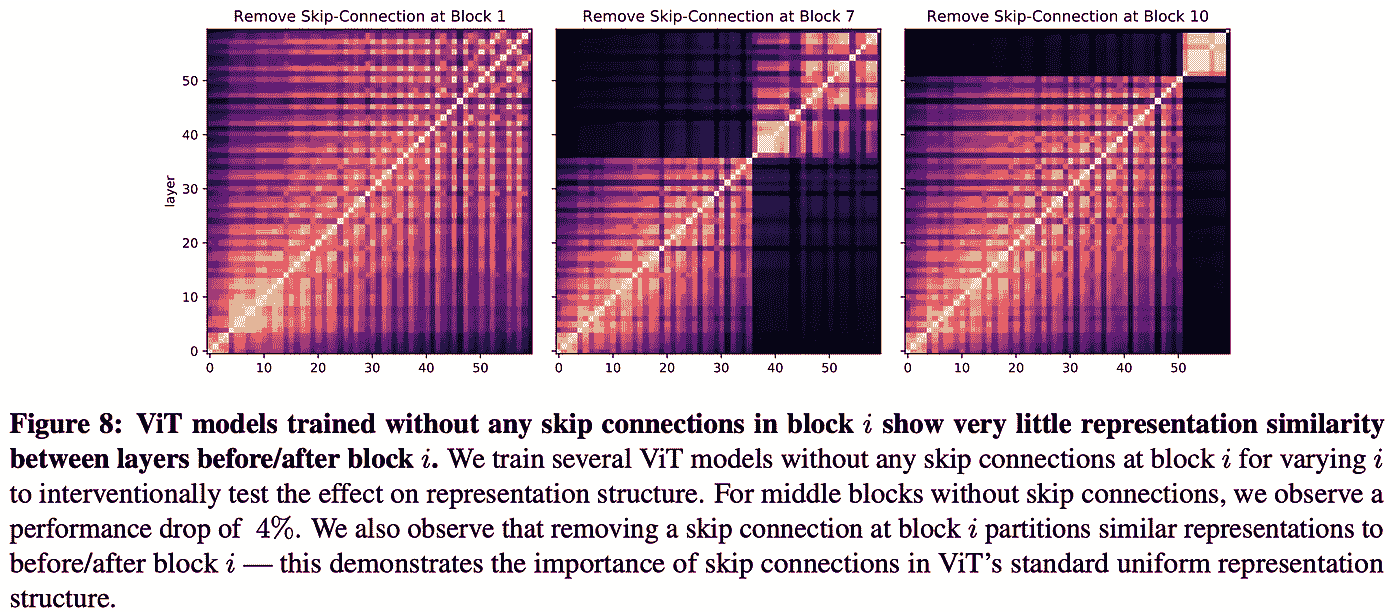 Remove Skip-Connection at Block 1
Remove Skip-Connection at Block 7
Remove Skip-Connection at Block 10
layer
50
40
30
20
10
0
0 10 20 30 40 50
0 10 20 30 40 50
0 10 20 30 40 50
Figure 8: ViT models trained without any skip connections in block i show very little representation similarity
between layers before/after block i. We train several ViT models without any skip connections at block i for varying i
to interventionally test the effect on representation structure. For middle blocks without skip connections, we observe a
performance drop of 4%. We also observe that removing a skip connection at block i partitions similar representations to
before/after block i — this demonstrates the importance of skip connections in ViT's standard uniform representation
structure.